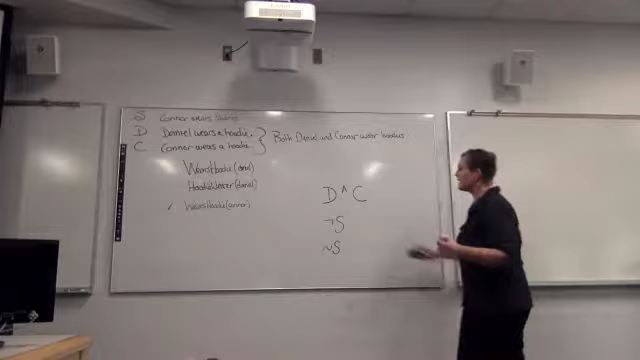 S Connor wears shorts
D Daniel wears a hoodie.
C Connor wears a hoodie.
Both Daniel and Connor wear hoodies
WearsHoodie(daniel)
HoodieWearer(daniel)
✓ WearsHoodie(connor)
D ^ C
¬S
~S